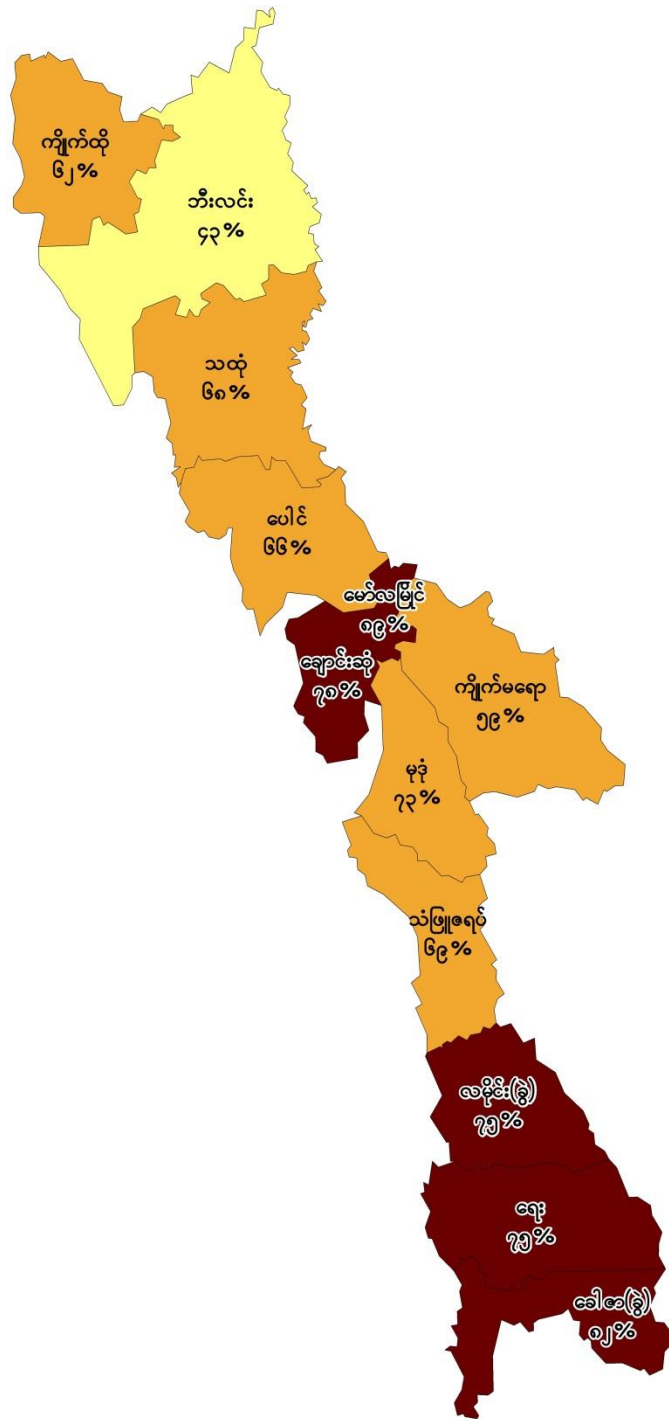 ကျိုက်ထို
၆၂%
ဘီးလင်း
၄၃%
သထုံ
၆၈%
ပေါင်
၆၆%
မော်လမြိုင်
၈၉%
ချောင်းဆုံ
၇၈%
ကျိုက်မရော
၅၉%
မုဒုံ
၇၃%
သံဖြူဇရပ်
၆၉%
လမိုင်း(ခွဲ)
၇၅%
ရေး
၇၅%
ခေါဇာ(ခွဲ)
၈၂%